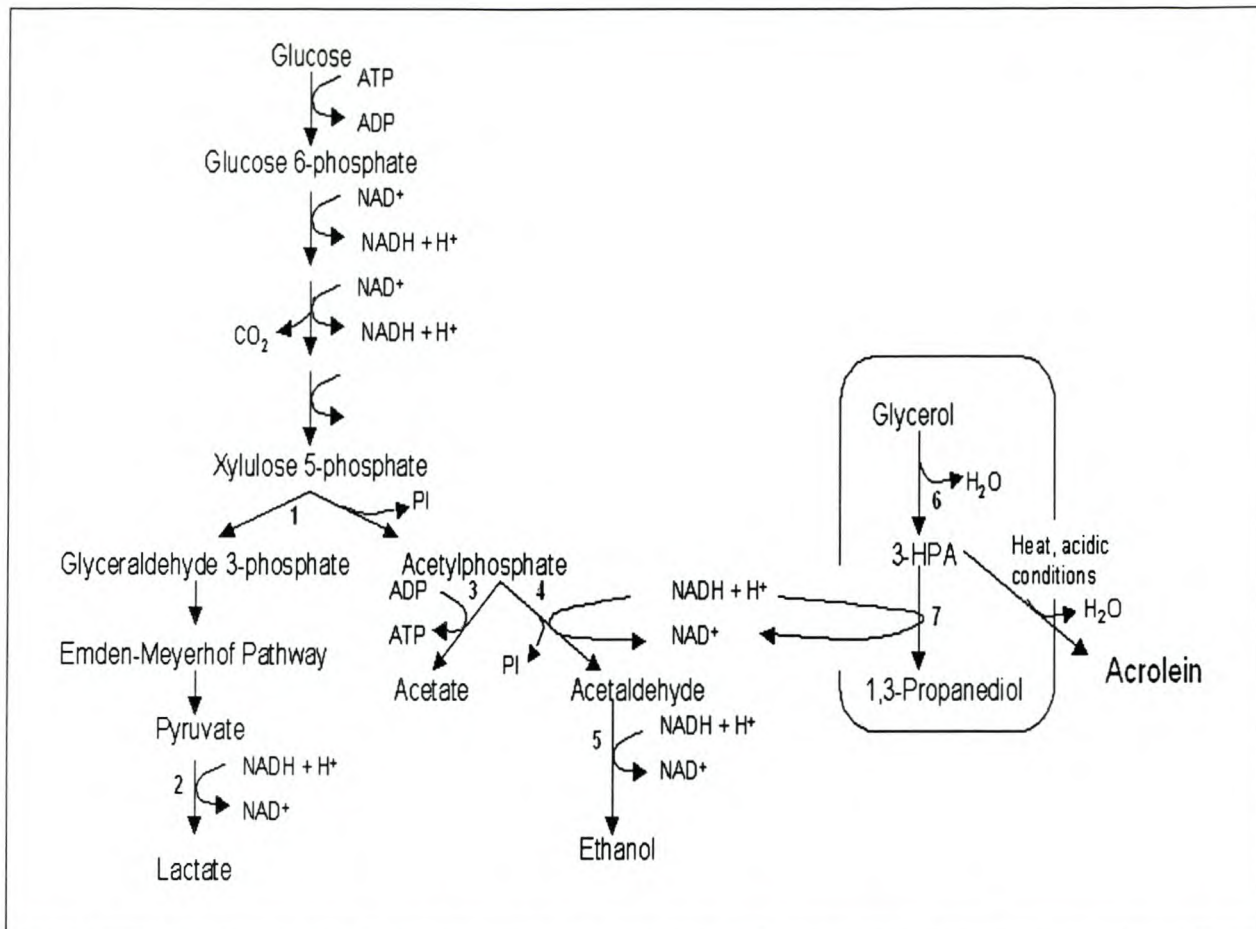 Glucose
ATP
ADP
Glucose 6-phosphate
NAD⁺
NADH + H⁺
NAD⁺
CO₂
NADH + H⁺
Xylulose 5-phosphate
1
PI
Glyceraldehyde 3-phosphate
Acetylphosphate
ADP
3
4
NADH + H⁺
ATP
PI
NAD⁺
Emden-Meyerhof Pathway
Acetate
Acetaldehyde
Pyruvate
5
NADH + H⁺
2
NADH + H⁺
NAD⁺
NAD⁺
Ethanol
Lactate
Glycerol
6
H₂O
3-HPA
Heat, acidic
conditions
H₂O
7
Acrolein
1,3-Propanediol